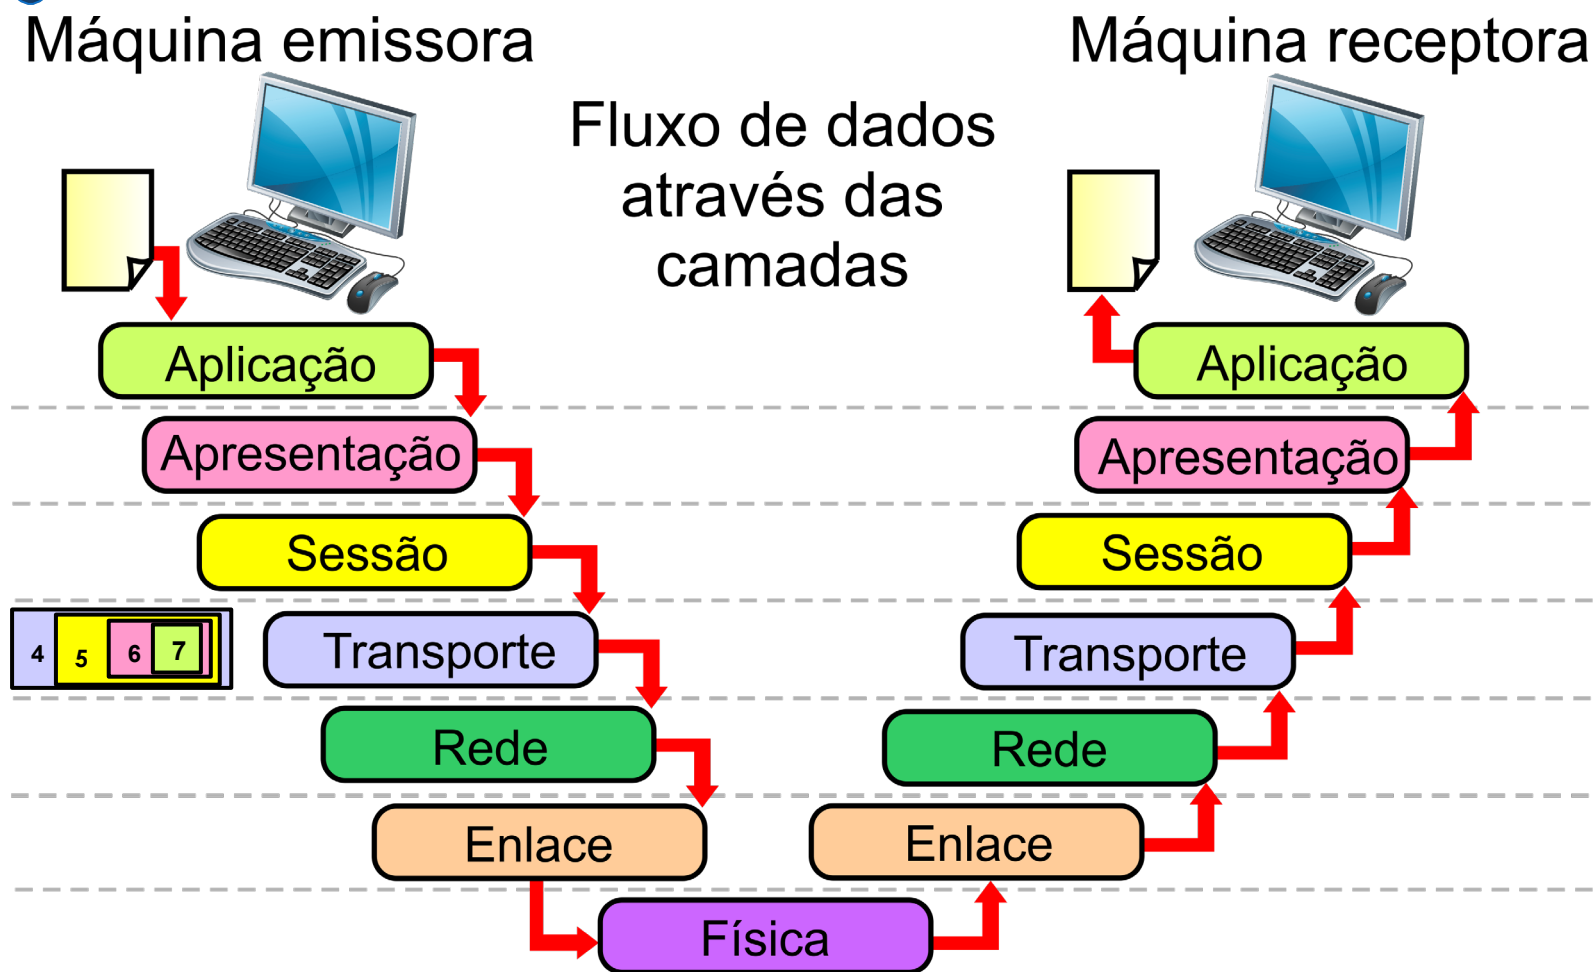 Máquina emissora
Máquina receptora
Fluxo de dados
através das
camadas
Aplicação
Aplicação
Apresentação
Apresentação
Sessão
Sessão
4 5 6 7
Transporte
Transporte
Rede
Rede
Enlace
Enlace
Física